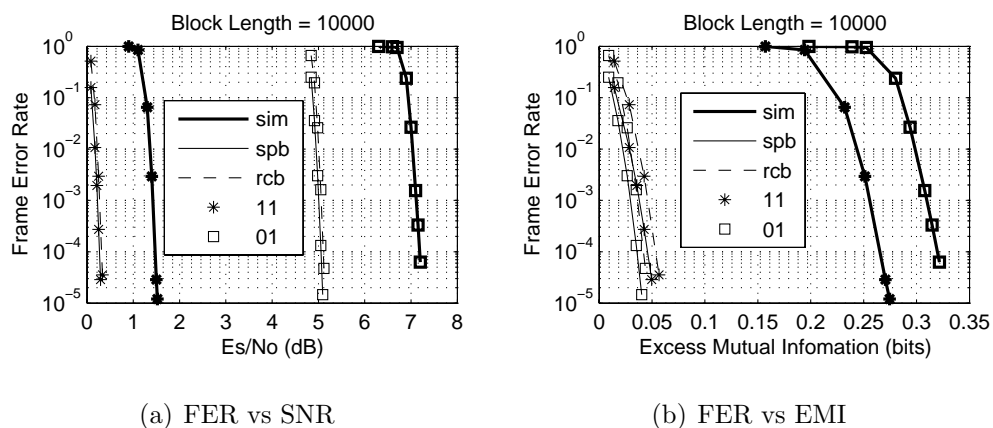 Block Length = 10000
Frame Error Rate
10^0
10^-1
10^-2
10^-3
10^-4
10^-5
sim
spb
rcb
11
01
0 1 2 3 4 5 6 7 8
Es/No (dB)
(a) FER vs SNR
Block Length = 10000
Frame Error Rate
10^0
10^-1
10^-2
10^-3
10^-4
10^-5
sim
spb
rcb
11
01
0 0.05 0.1 0.15 0.2 0.25 0.3 0.35
Excess Mutual Infomation (bits)
(b) FER vs EMI